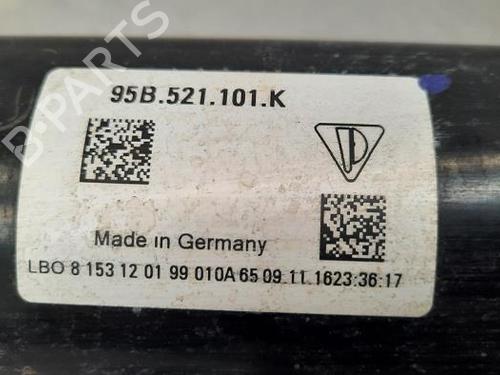 95B.521.101.K
Made in Germany
LBO 8 153 12 01 99 010A 65 09.11.1623:36:17
B-PARTS